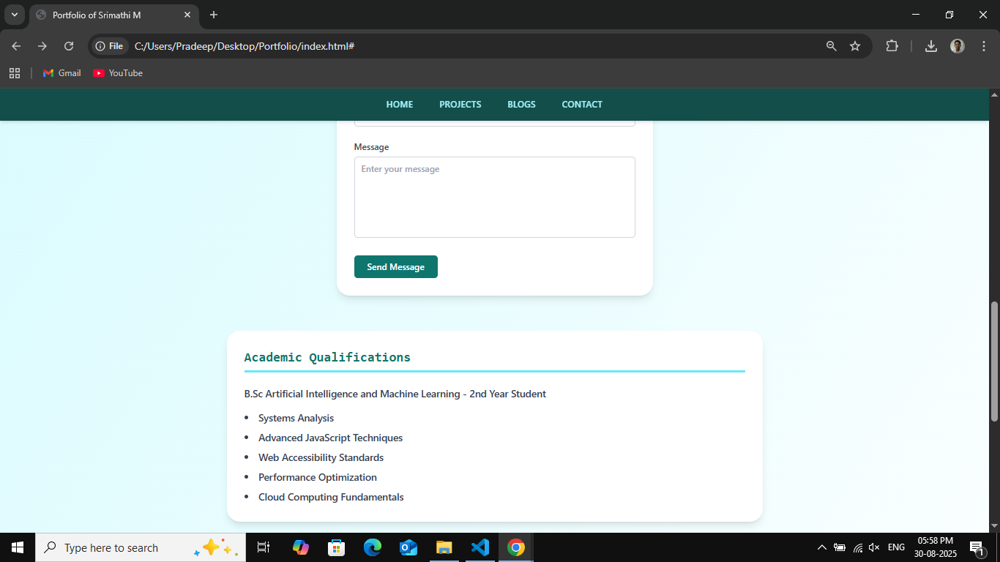 Portfolio of Srimathi M
File C:/Users/Pradeep/Desktop/Portfolio/index.html#
Gmail YouTube
HOME PROJECTS BLOGS CONTACT
Message
Enter your message
Send Message
Academic Qualifications
B.Sc Artificial Intelligence and Machine Learning - 2nd Year Student
• Systems Analysis
• Advanced JavaScript Techniques
• Web Accessibility Standards
• Performance Optimization
• Cloud Computing Fundamentals
Type here to search
ENG
05:58 PM
30-08-2025
1